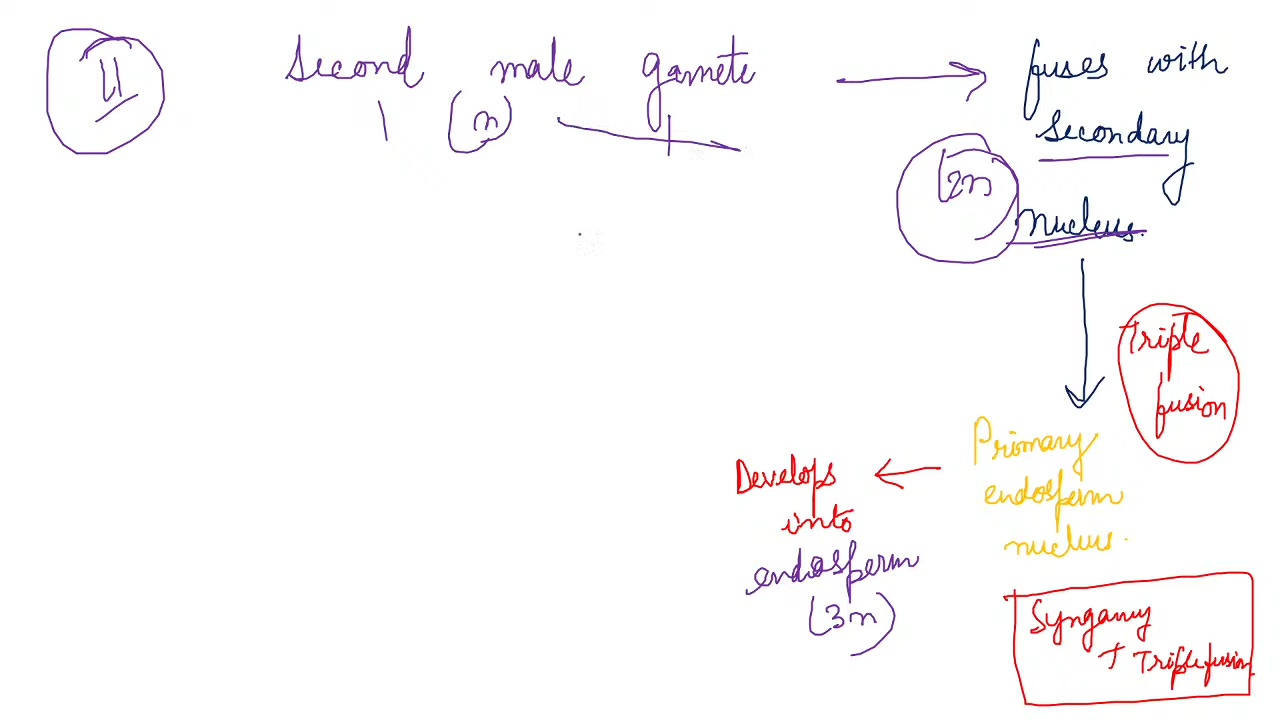 II
Second male gamete → fuses with
1 (n) +
secondary
(2n
nucleus.
Triple
fusion
Primary
endosperm
nucleus.
← Develops
into
endosperm
(3n)
Syngamy
+ Triple fusion